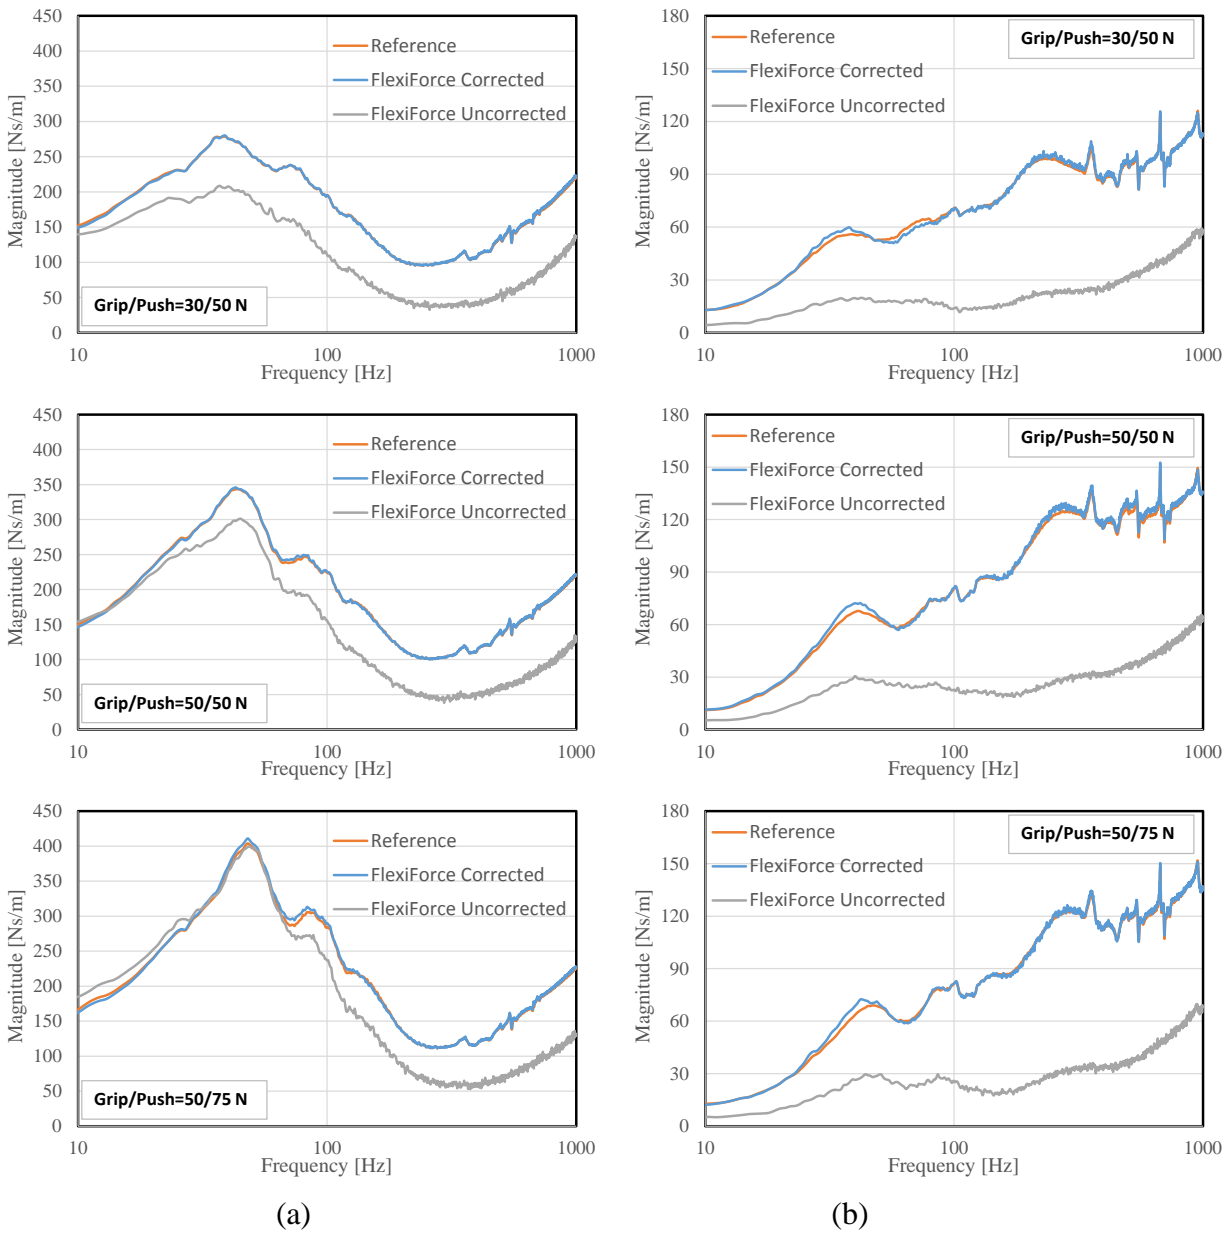 450
400
350
300
250
200
150
100
50
0
Magnitude [Ns/m]
Reference
FlexiForce Corrected
FlexiForce Uncorrected
Grip/Push=30/50 N
10 100 1000
Frequency [Hz]
180
150
120
90
60
30
0
Magnitude [Ns/m]
Reference
FlexiForce Corrected
FlexiForce Uncorrected
Grip/Push=30/50 N
10 100 1000
Frequency [Hz]
450
400
350
300
250
200
150
100
50
0
Magnitude [Ns/m]
Reference
FlexiForce Corrected
FlexiForce Uncorrected
Grip/Push=50/50 N
10 100 1000
Frequency [Hz]
180
150
120
90
60
30
0
Magnitude [Ns/m]
Reference
FlexiForce Corrected
FlexiForce Uncorrected
Grip/Push=50/50 N
10 100 1000
Frequency [Hz]
450
400
350
300
250
200
150
100
50
0
Magnitude [Ns/m]
Reference
FlexiForce Corrected
FlexiForce Uncorrected
Grip/Push=50/75 N
10 100 1000
Frequency [Hz]
180
150
120
90
60
30
0
Magnitude [Ns/m]
Reference
FlexiForce Corrected
FlexiForce Uncorrected
Grip/Push=50/75 N
10 100 1000
Frequency [Hz]
(a)
(b)